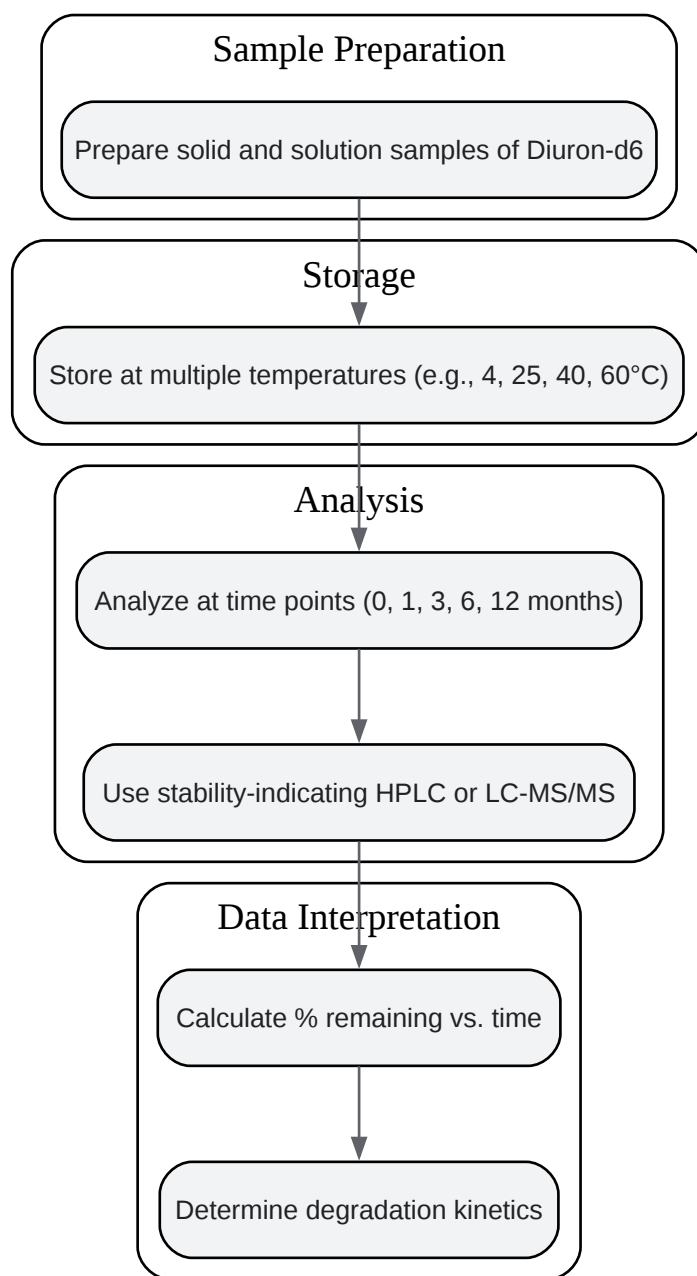 Sample Preparation
Prepare solid and solution samples of Diuron-d6
Storage
Store at multiple temperatures (e.g., 4, 25, 40, 60°C)
Analysis
Analyze at time points (0, 1, 3, 6, 12 months)
Use stability-indicating HPLC or LC-MS/MS
Data Interpretation
Calculate % remaining vs. time
Determine degradation kinetics